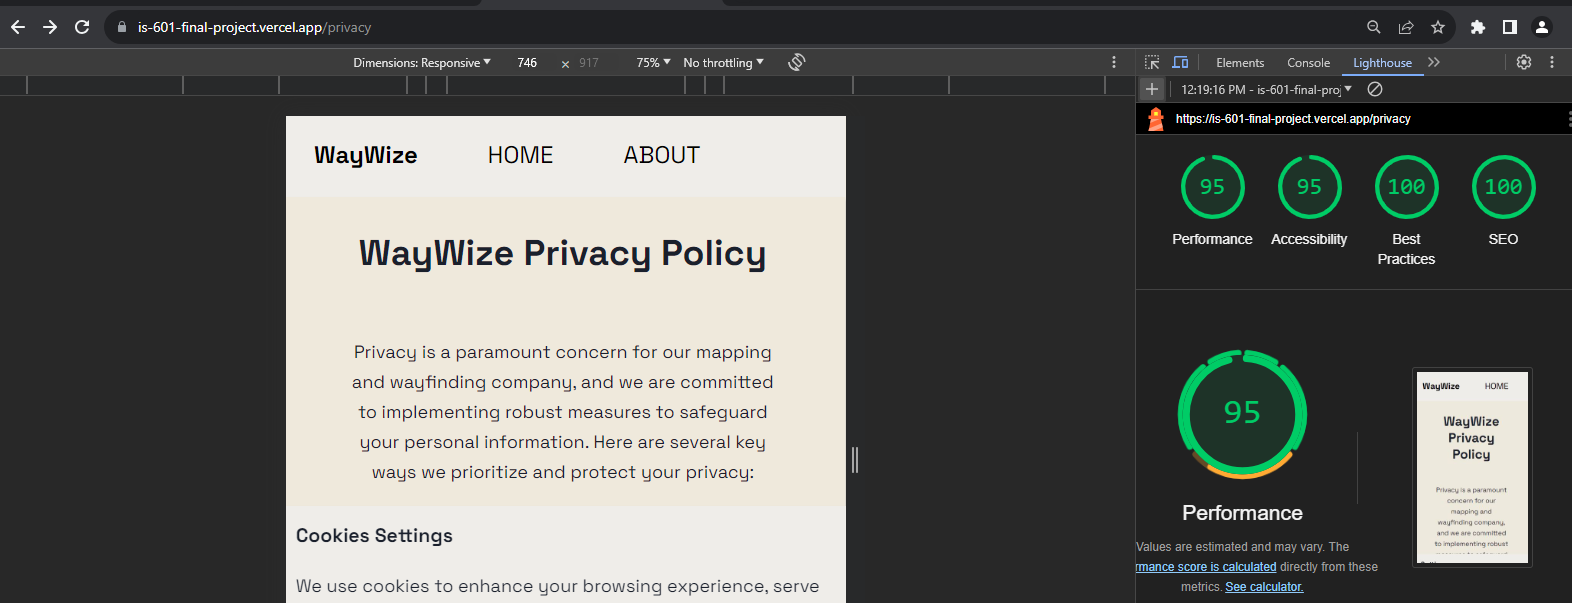 is-601-final-project.vercel.app/privacy
Dimensions: Responsive 746 × 917 75% No throttling
Elements Console Lighthouse
12:19:16 PM - is-601-final-proj
https://is-601-final-project.vercel.app/privacy
WayWize HOME ABOUT
WayWize Privacy Policy
Privacy is a paramount concern for our mapping
and wayfinding company, and we are committed
to implementing robust measures to safeguard
your personal information. Here are several key
ways we prioritize and protect your privacy:
Cookies Settings
We use cookies to enhance your browsing experience, serve
95 95 100 100
Performance Accessibility Best Practices SEO
95
Performance
Values are estimated and may vary. The
rmance score is calculated directly from these
metrics. See calculator.
WayWize HOME
WayWize
Privacy
Policy
Privacy is a paramount
concern for our
mapping and
wayfinding company,
and we are committed
to implementing robust